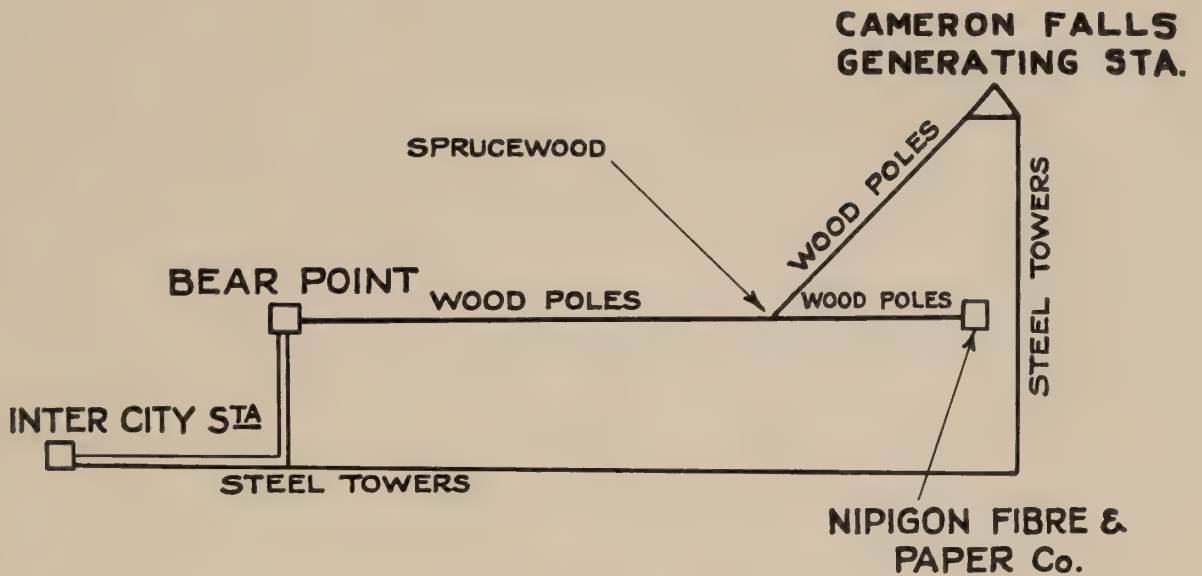 CAMERON FALLS
GENERATING STA.
SPRUCEWOOD
WOOD POLES
STEEL TOWERS
BEAR POINT
WOOD POLES
WOOD POLES
INTER CITY STA
STEEL TOWERS
NIPIGON FIBRE &
PAPER Co.